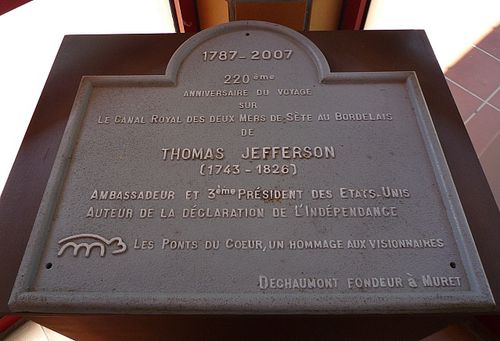 1787-2007
220ème
ANNIVERSAIRE DU VOYAGE
SUR
LE CANAL ROYAL DES DEUX MERS DE SÈTE AU BORDELAIS
DE
THOMAS JEFFERSON
(1743-1826)
AMBASSADEUR ET 3ème PRÉSIDENT DES ETATS-UNIS
AUTEUR DE LA DÉCLARATION DE L'INDÉPENDANCE
LES PONTS DU COEUR, UN HOMMAGE AUX VISIONNAIRES
DECHAUMONT FONDEUR à MURET